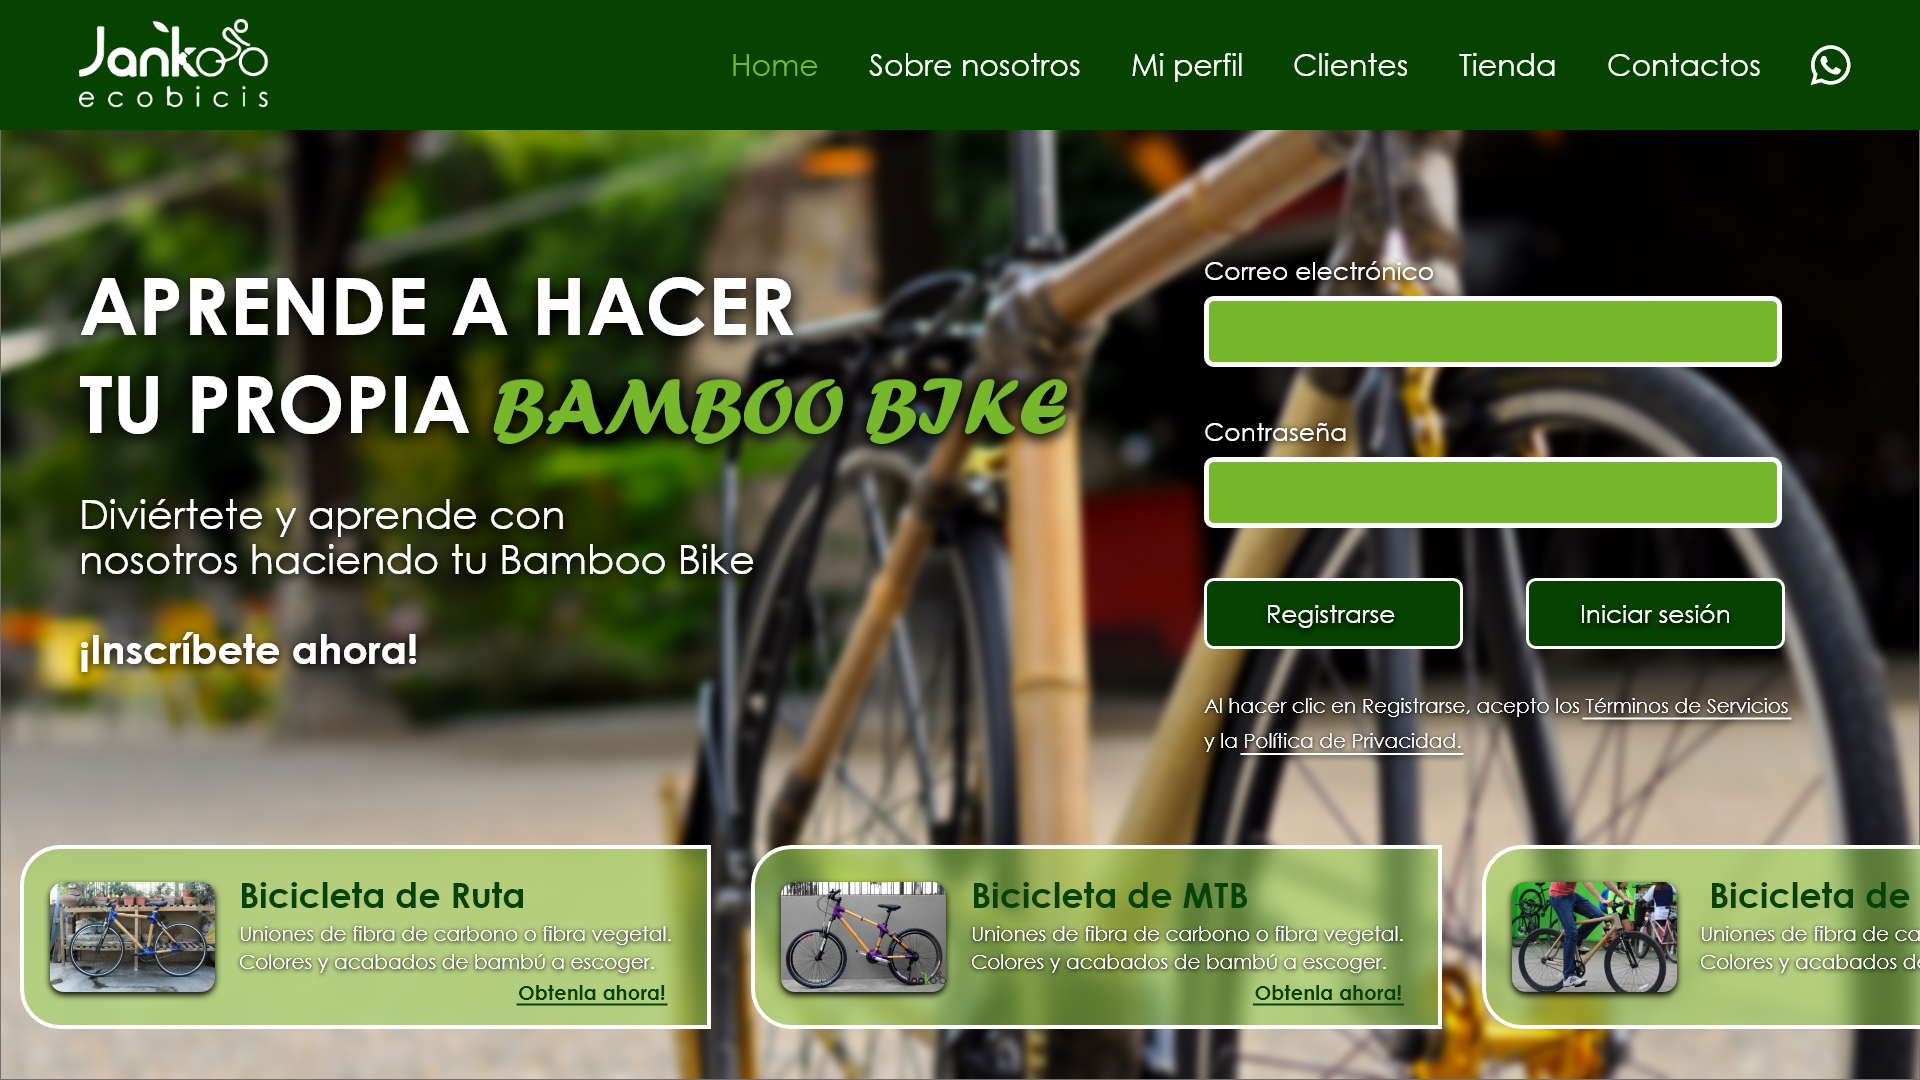 Jankoo
ecobicis
Home
Sobre nosotros
Mi perfil
Clientes
Tienda
Contactos
APRENDE A HACER
TU PROPIA BAMBOO BIKE
Diviértete y aprende con
nosotros haciendo tu Bamboo Bike
¡Inscríbete ahora!
Correo electrónico
Contraseña
Registrarse
Iniciar sesión
Al hacer clic en Registrarse, acepto los Términos de Servicios
y la Política de Privacidad.
Bicicleta de Ruta
Uniones de fibra de carbono o fibra vegetal.
Colores y acabados de bambú a escoger.
Obtenla ahora!
Bicicleta de MTB
Uniones de fibra de carbono o fibra vegetal.
Colores y acabados de bambú a escoger.
Obtenla ahora!
Bicicleta de
Uniones de fibra de ca
Colores y acabados de